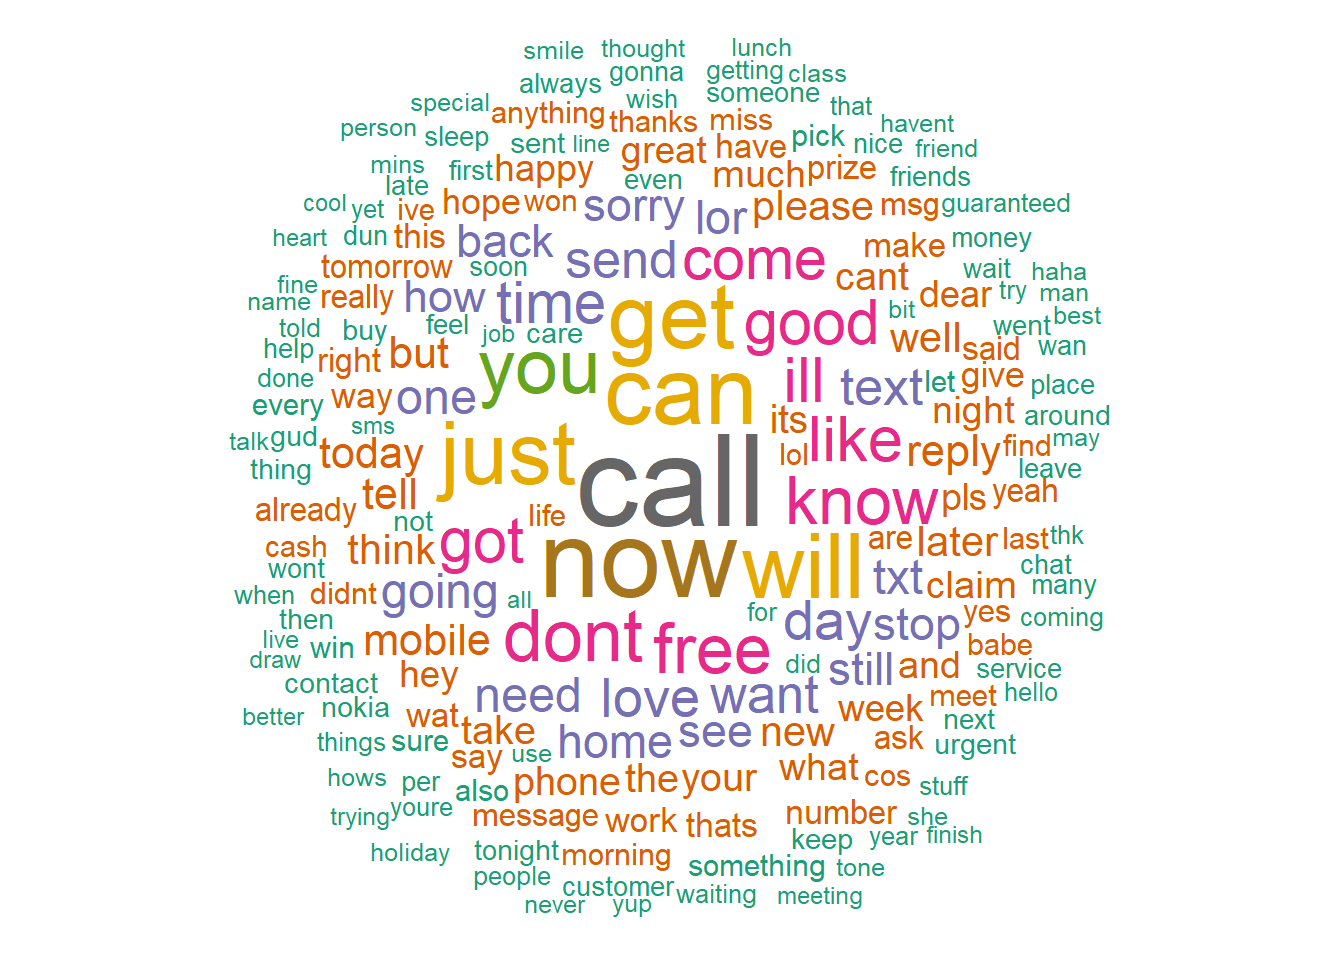 smile thought lunch
always gonna getting class
special anything wish someone that
person sleep thanks miss havent
sent line great have pick nice friend
mins first happy even much prize friends
late
cool yet ive hope won sorry lor please msg guaranteed
heart dun this back send come make money
tomorrow soon cant wait haha
fine really how time get dear try man
name feel good bit best
told buy job care well went
help right but you said wan
done ill text let give place
every way one can night around
talk gud sms its like reply find may
thing today just lol leave
already tell call know pls yeah
not life
cash think got are later last thk
wont now will chat
when didnt going all txt claim many
then for day stop yes coming
live win mobile dont free babe
draw did still and service
contact hey need love want meet hello
better nokia wat week next
things sure take home see new ask urgent
say use
hows per also phone the your what cos stuff
trying youre message work thats number she
keep year finish
holiday tonight morning something tone
people customer waiting meeting
never yup